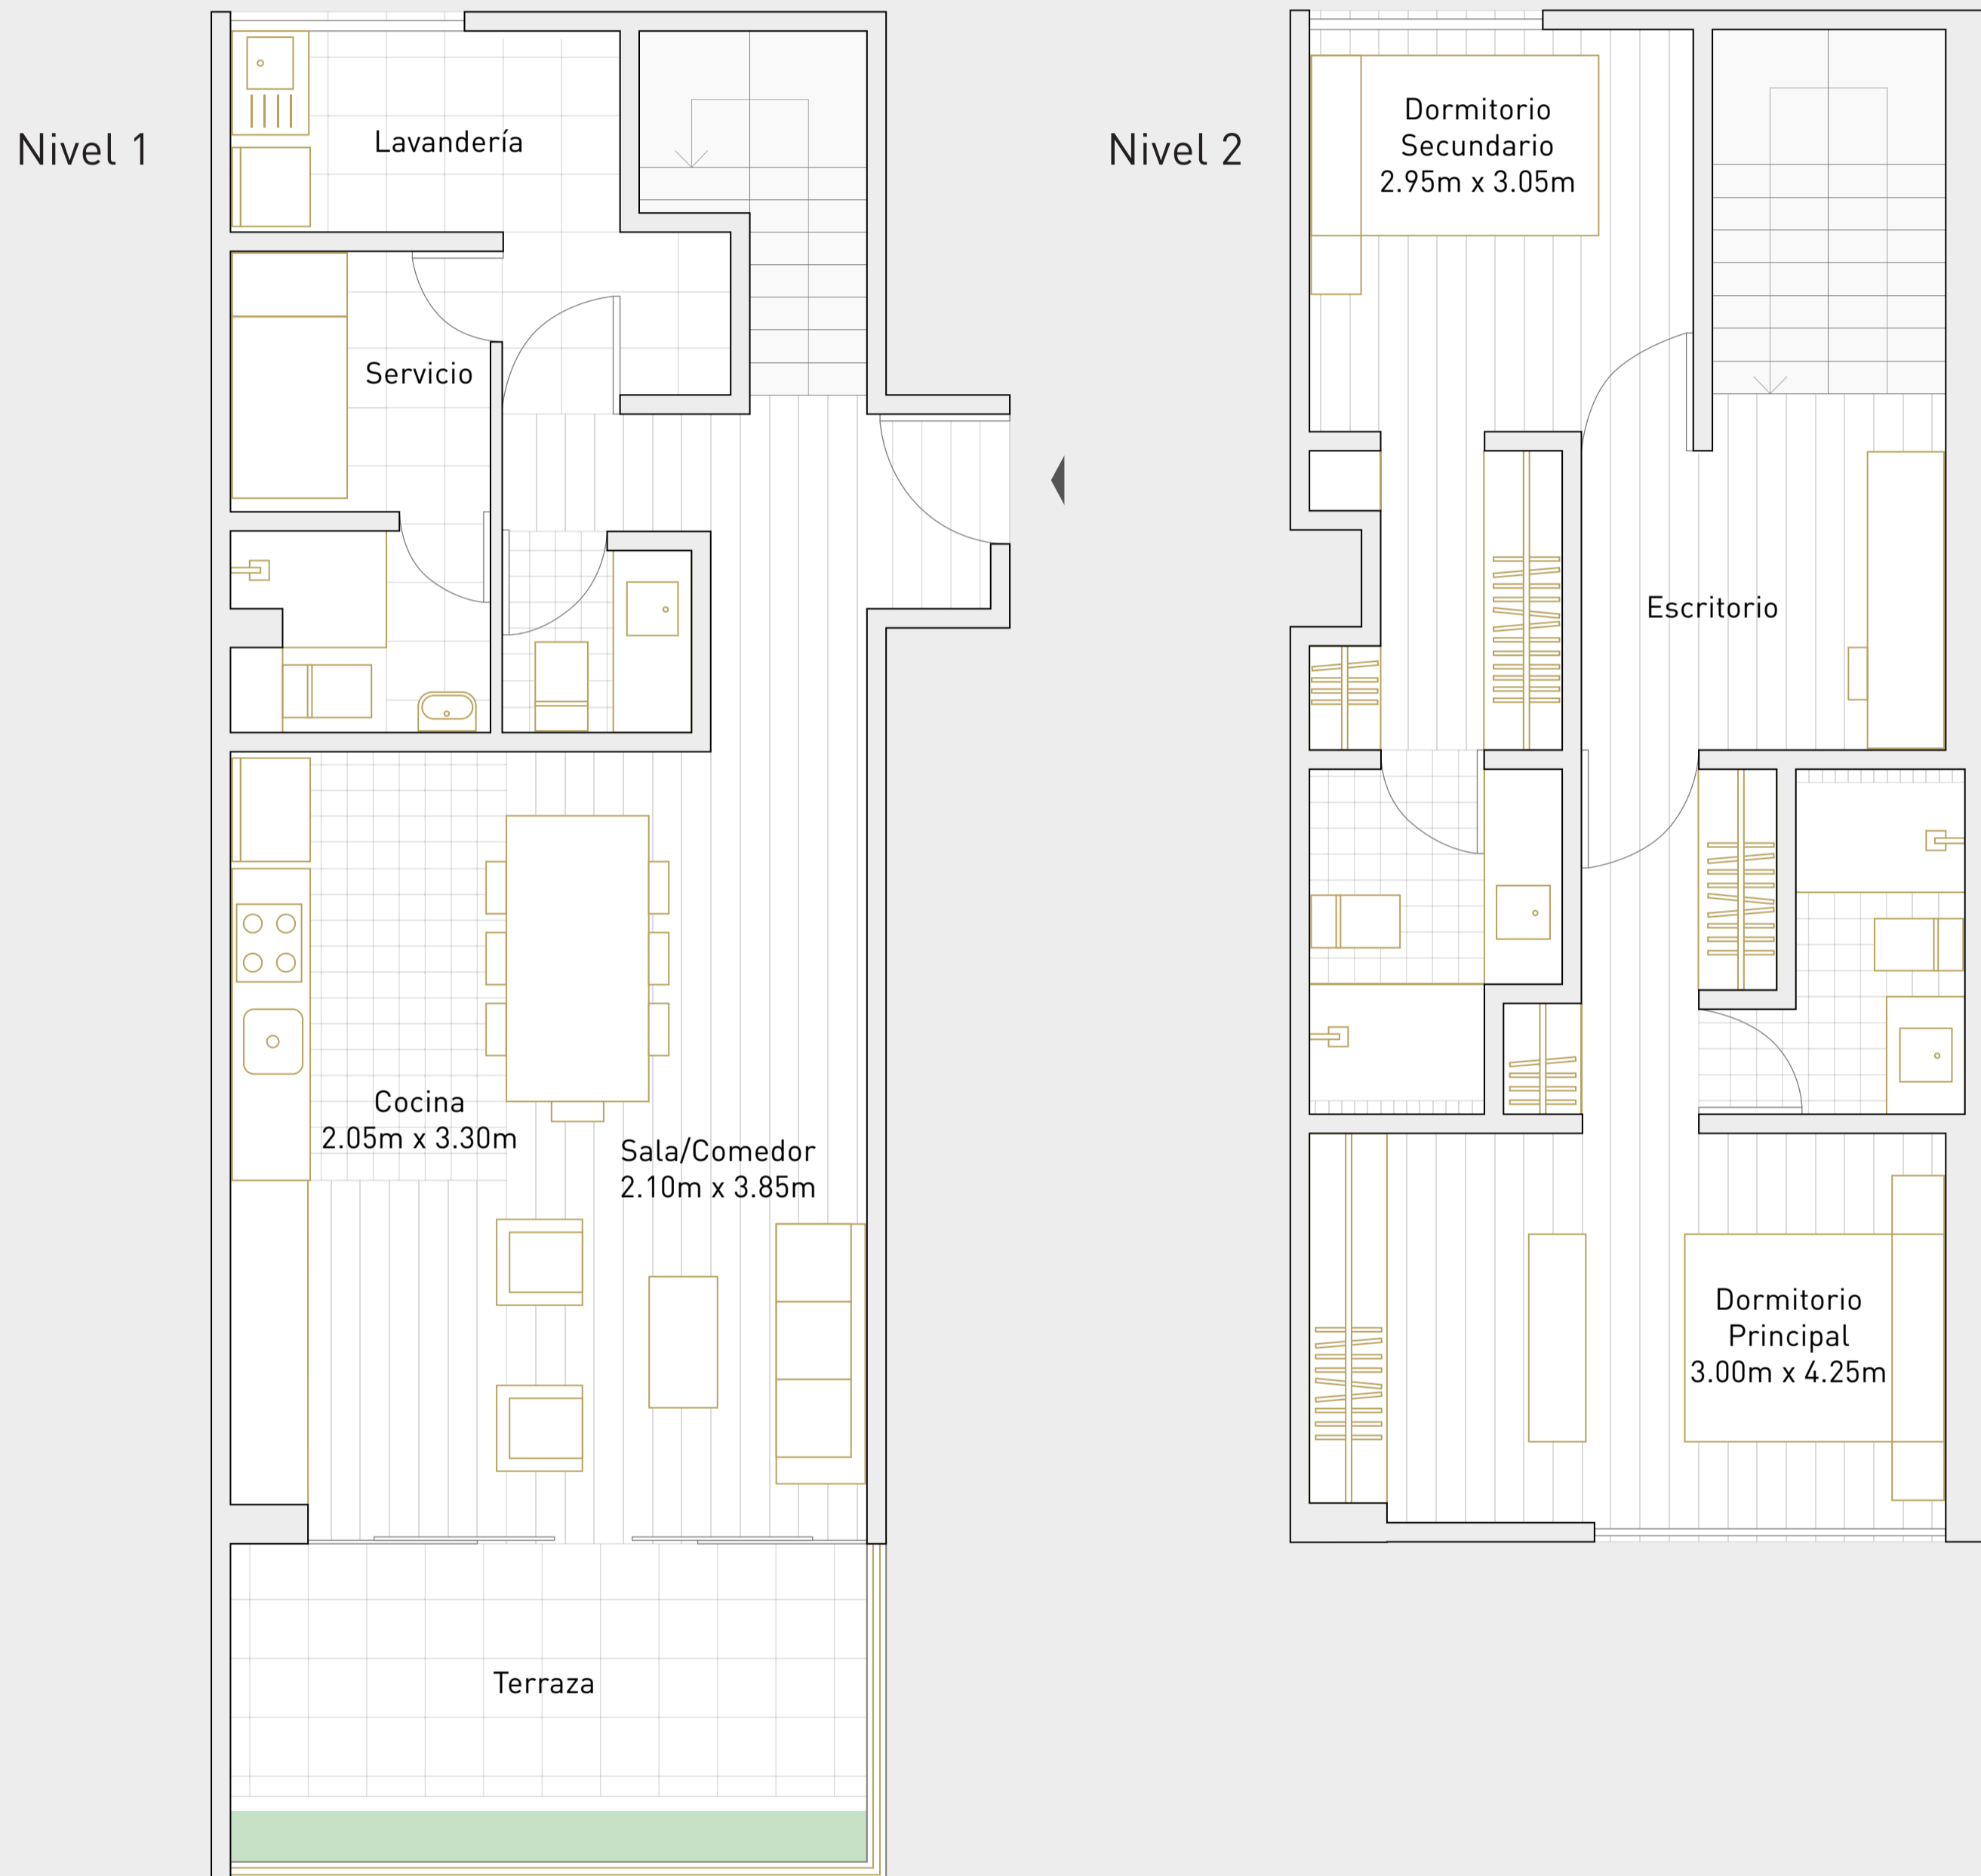 Nivel 1
Lavandería
Servicio
Cocina
2.05m x 3.30m
Sala/Comedor
2.10m x 3.85m
Terraza
Nivel 2
Dormitorio
Secundario
2.95m x 3.05m
Escritorio
Dormitorio
Principal
3.00m x 4.25m